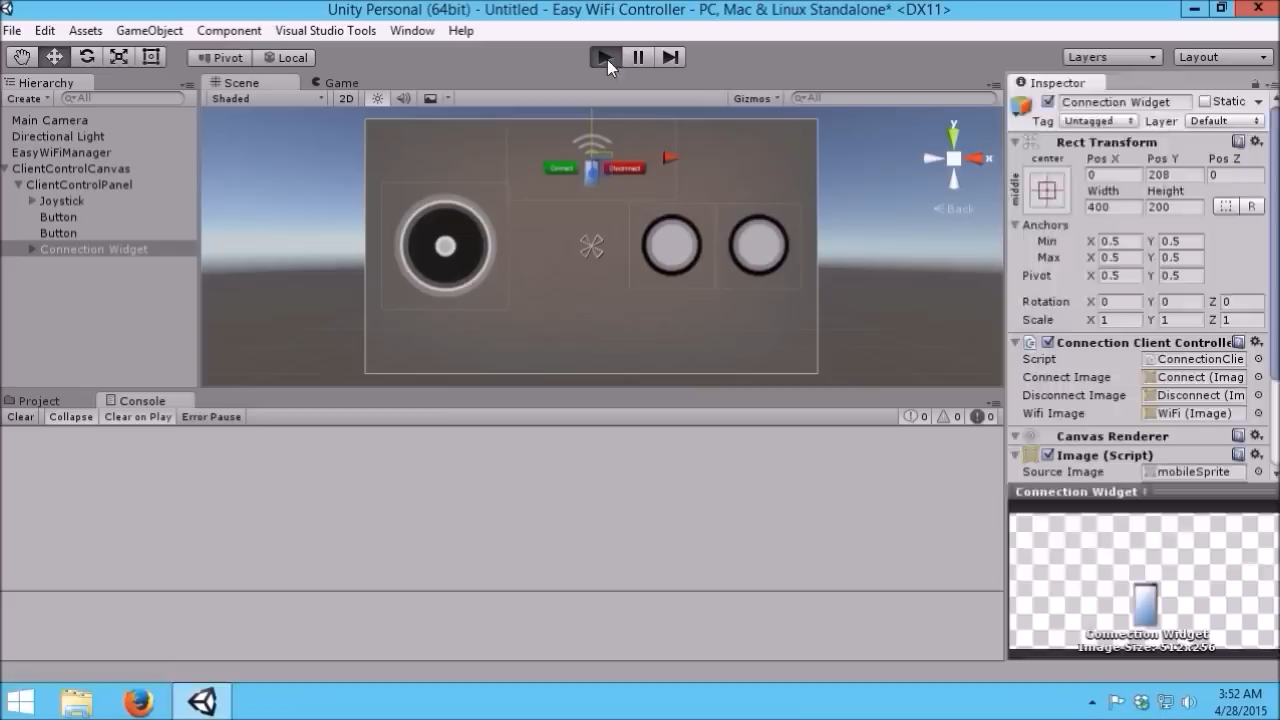 Unity Personal (64bit) - Untitled - Easy WiFi Controller - PC, Mac & Linux Standalone* <DX11>
File Edit Assets GameObject Component Visual Studio Tools Window Help
Pivot Local Layers Layout
Hierarchy
Create All
Main Camera
Directional Light
EasyWiFiManager
ClientControlCanvas
ClientControlPanel
Joystick
Button
Button
Connection Widget
Scene Game
Shaded 2D Gizmos All
Connect Disconnect
Back
y
x
Project Console
Clear Collapse Clear on Play Error Pause 0 0 0
Inspector
Connection Widget Static
Tag Untagged Layer Default
Rect Transform
center Pos X Pos Y Pos Z
middle 0 208 0
Width Height
400 200 R
Anchors
Min X 0.5 Y 0.5
Max X 0.5 Y 0.5
Pivot X 0.5 Y 0.5
Rotation X 0 Y 0 Z 0
Scale X 1 Y 1 Z 1
Connection Client Controlle
Script ConnectionClie
Connect Image Connect (Imag
Disconnect Image Disconnect (Im
Wifi Image WiFi (Image)
Canvas Renderer
Image (Script)
Source Image mobileSprite
Connection Widget
Connection Widget
Image Size: 512x256
3:52 AM
4/28/2015